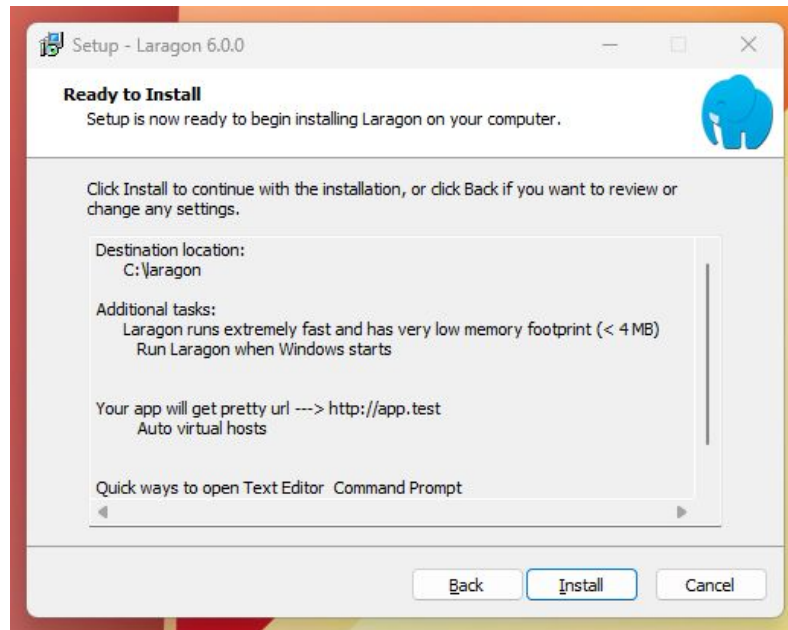 Setup - Laragon 6.0.0
Ready to Install
Setup is now ready to begin installing Laragon on your computer.
Click Install to continue with the installation, or click Back if you want to review or
change any settings.
Destination location:
C:\laragon
Additional tasks:
Laragon runs extremely fast and has very low memory footprint (< 4 MB)
Run Laragon when Windows starts
Your app will get pretty url ---> http://app.test
Auto virtual hosts
Quick ways to open Text Editor  Command Prompt
Back
Install
Cancel